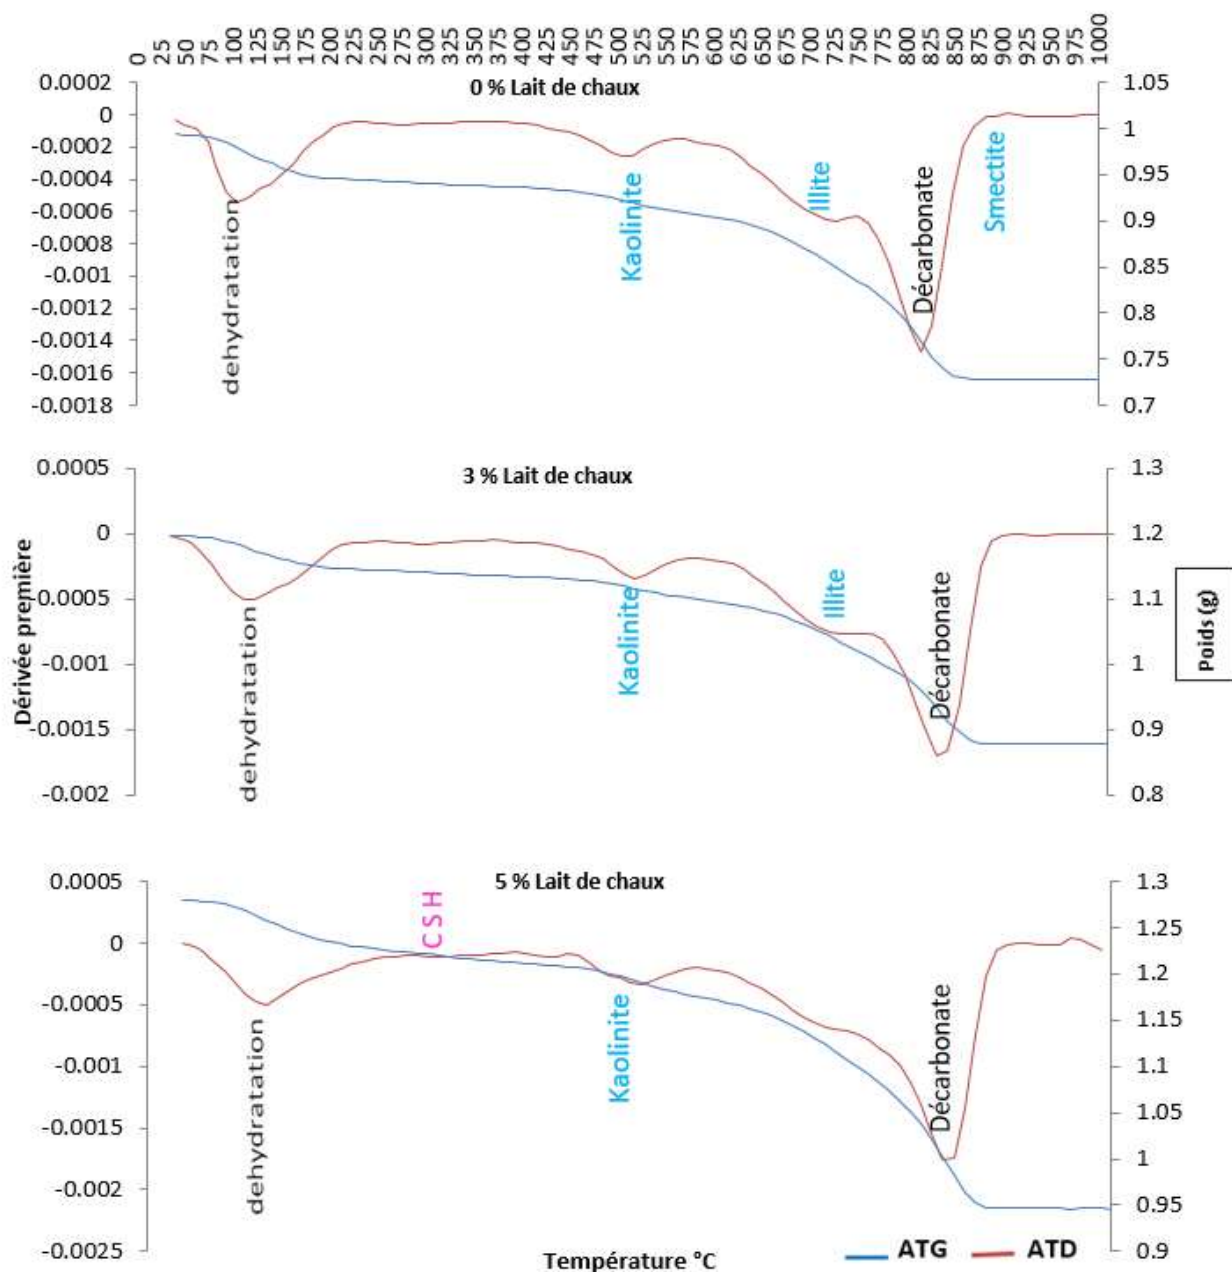 0 25 50 75 100 125 150 175 200 225 250 275 300 325 350 375 400 425 450 475 500 525 550 575 600 625 650 675 700 725 750 775 800 825 850 875 900 925 950 975 1000
0 % Lait de chaux
0.0002
0
-0.0002
-0.0004
-0.0006
-0.0008
-0.001
-0.0012
-0.0014
-0.0016
-0.0018
dehydratation
Kaolinite
Illite
Décarbonate
Smectite
1.05
1
0.95
0.9
0.85
0.8
0.75
0.7
3 % Lait de chaux
Dérivée première
0.0005
0
-0.0005
-0.001
-0.0015
-0.002
dehydratation
Kaolinite
Illite
Décarbonate
1.3
1.2
1.1
1
0.9
0.8
Poids (g)
5 % Lait de chaux
0.0005
0
-0.0005
-0.001
-0.0015
-0.002
-0.0025
dehydratation
C S H
Kaolinite
Décarbonate
1.3
1.25
1.2
1.15
1.1
1.05
1
0.95
0.9
Température °C
ATG ATD